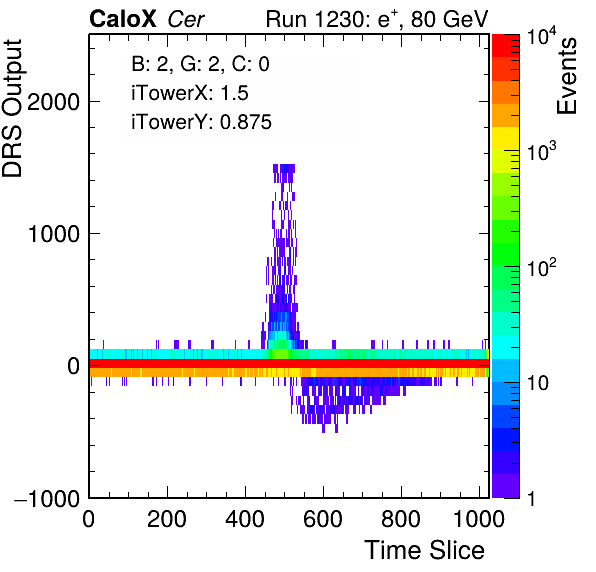 CaloX Cer Run 1230: e⁺, 80 GeV
B: 2, G: 2, C: 0
iTowerX: 1.5
iTowerY: 0.875
DRS Output
2000
1000
0
−1000
0 200 400 600 800 1000
Time Slice
Events
10⁴
10³
10²
10
1